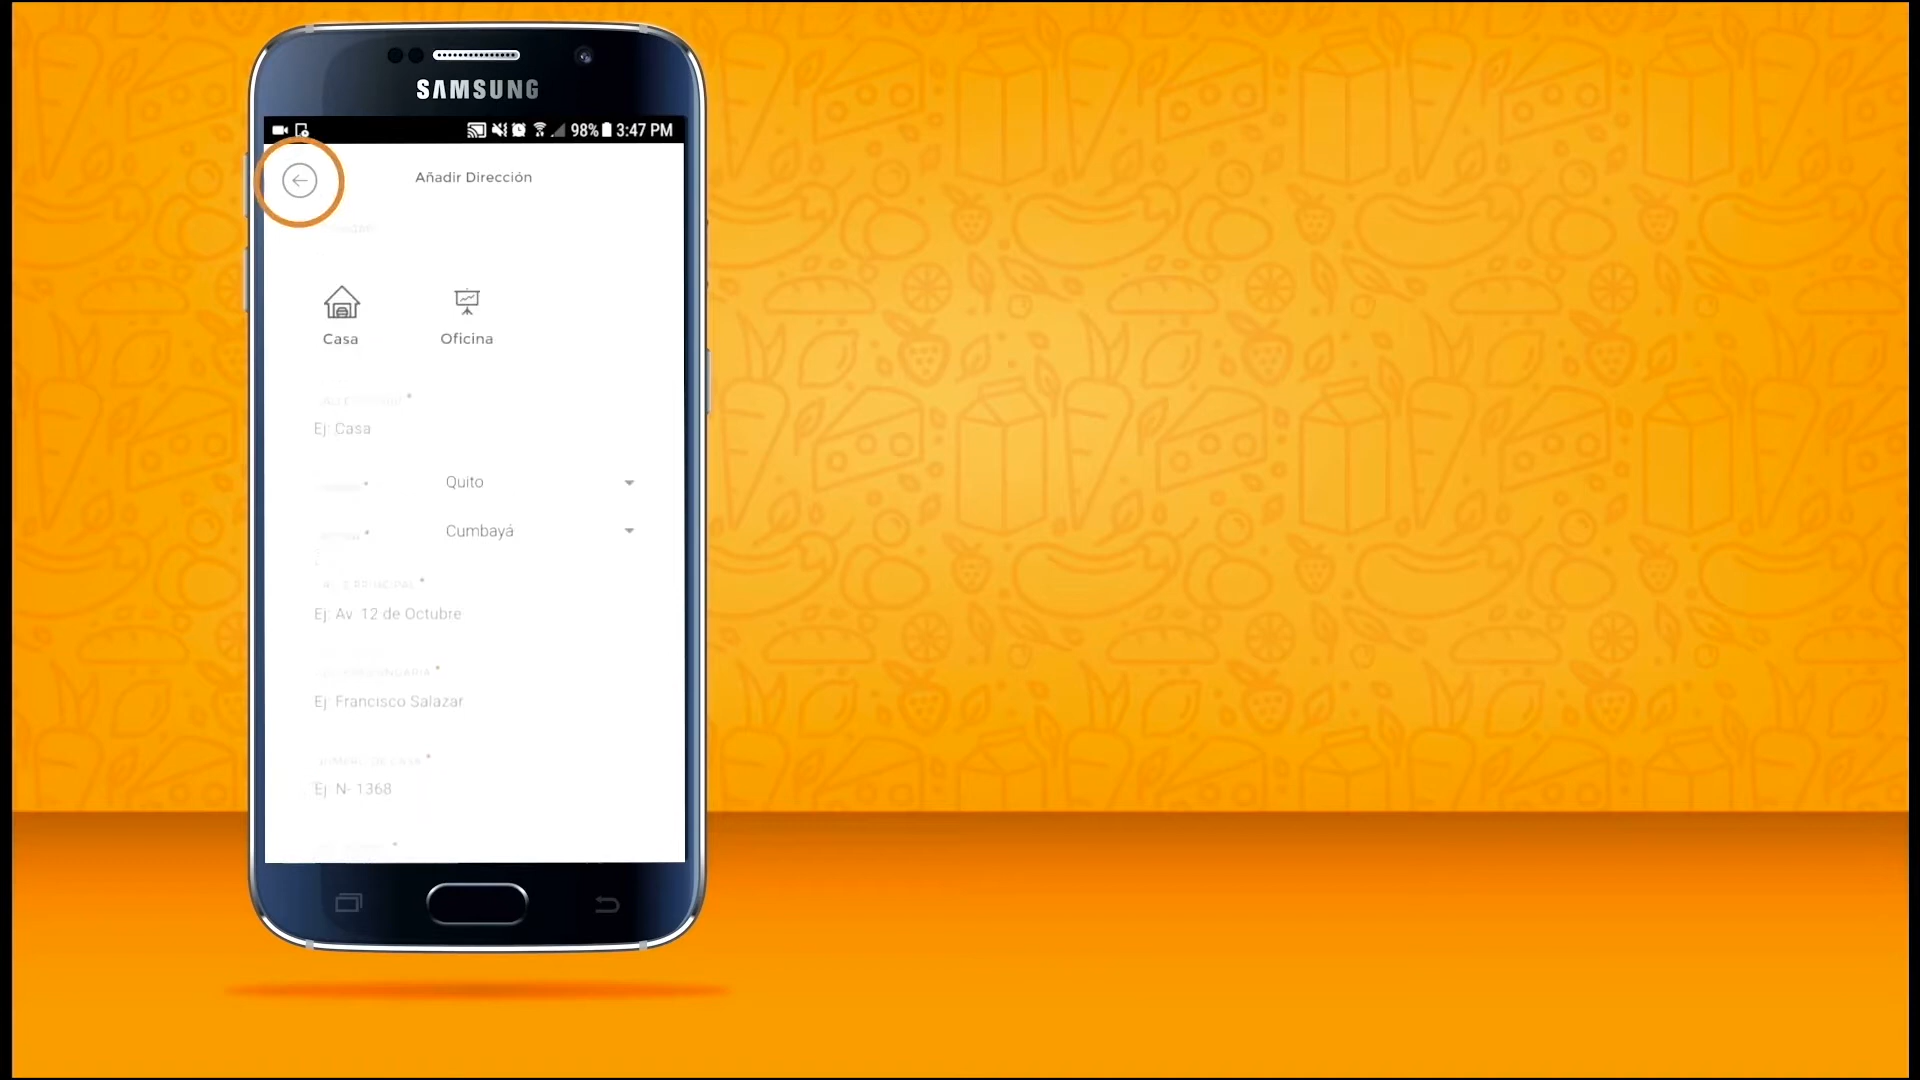 SAMSUNG
98% 3:47 PM
Añadir Dirección
Casa
Oficina
*
Ej: Casa
* Quito
* Cumbayá
*
Ej: Av. 12 de Octubre
*
Ej: Francisco Salazar
*
Ej: N- 1368
*